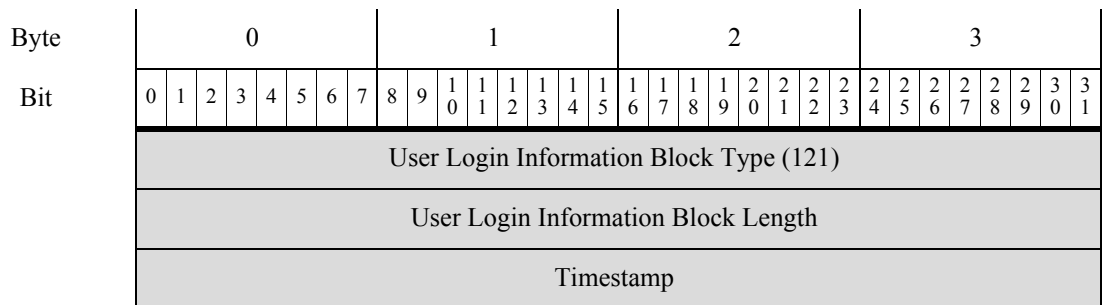 Byte 0 1 2 3
Bit 0 1 2 3 4 5 6 7 8 9 10 11 12 13 14 15 16 17 18 19 20 21 22 23 24 25 26 27 28 29 30 31
User Login Information Block Type (121)
User Login Information Block Length
Timestamp